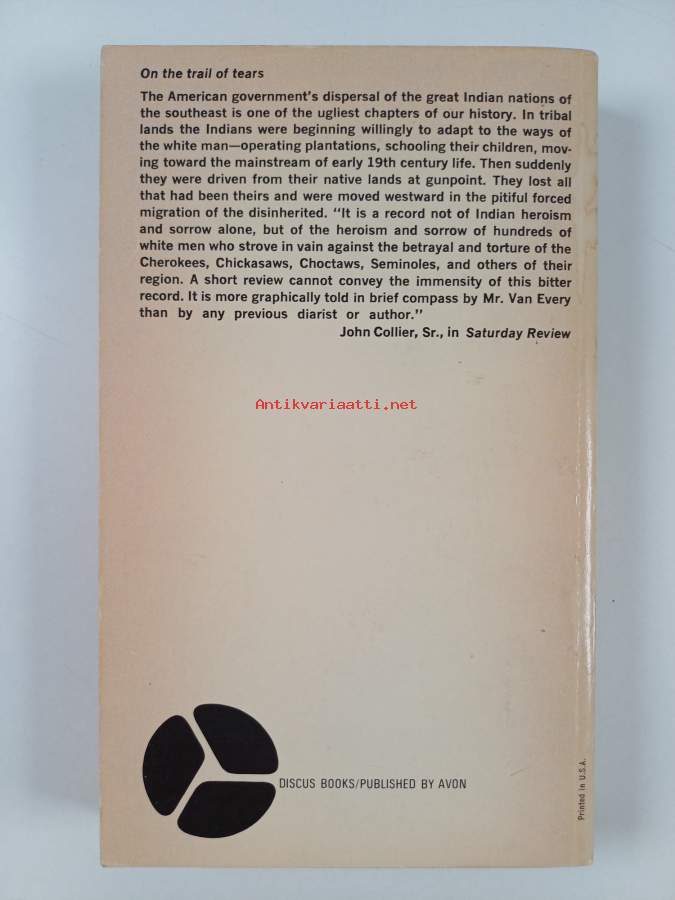 On the trail of tears
The American government's dispersal of the great Indian nations of
the southeast is one of the ugliest chapters of our history. In tribal
lands the Indians were beginning willingly to adapt to the ways of
the white man—operating plantations, schooling their children, mov-
ing toward the mainstream of early 19th century life. Then suddenly
they were driven from their native lands at gunpoint. They lost all
that had been theirs and were moved westward in the pitiful forced
migration of the disinherited. "It is a record not of Indian heroism
and sorrow alone, but of the heroism and sorrow of hundreds of
white men who strove in vain against the betrayal and torture of the
Cherokees, Chickasaws, Choctaws, Seminoles, and others of their
region. A short review cannot convey the immensity of this bitter
record. It is more graphically told in brief compass by Mr. Van Every
than by any previous diarist or author."
John Collier, Sr., in Saturday Review
Antikvariaatti.net
DISCUS BOOKS/PUBLISHED BY AVON
Printed in U.S.A.